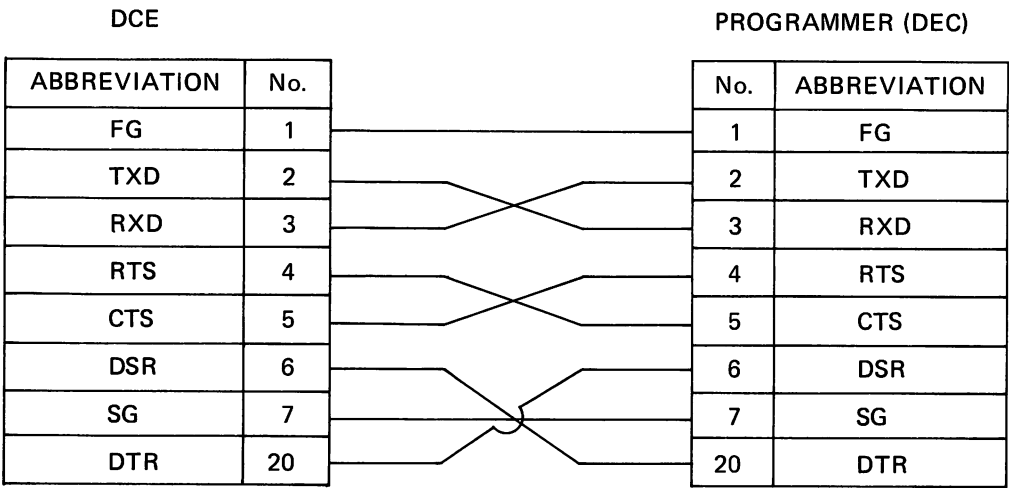 DCE PROGRAMMER (DEC)
ABBREVIATION No. No. ABBREVIATION
FG 1 1 FG
TXD 2 2 TXD
RXD 3 3 RXD
RTS 4 4 RTS
CTS 5 5 CTS
DSR 6 6 DSR
SG 7 7 SG
DTR 20 20 DTR